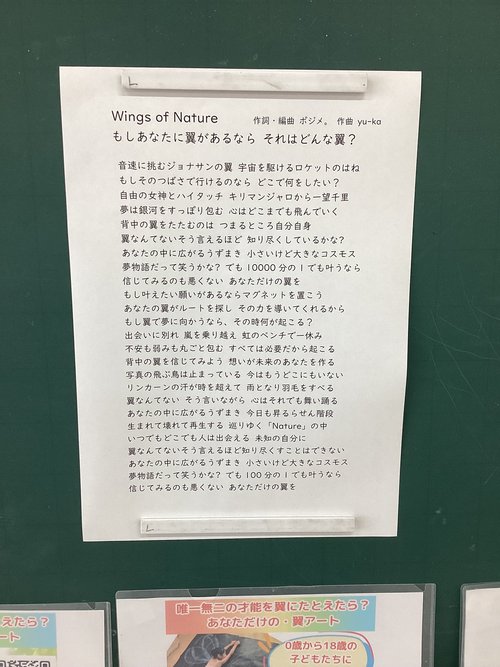 Wings of Nature 作詞・編曲 ポジメ。 作曲 yu-ka
もしあなたに翼があるなら それはどんな翼？
音速に挑むジョナサンの翼 宇宙を駆けるロケットのはね
もしそのつばさで行けるのなら どこで何をしたい？
自由の女神とハイタッチ キリマンジャロから一望千里
夢は銀河をすっぽり包む 心はどこまでも飛んでいく
背中の翼をたたむのは つまるところ自分自身
翼なんてないそう言えるほど 知り尽くしているかな？
あなたの中に広がるうずまき 小さいけど大きなコスモス
夢物語だって笑うかな？ でも 10000 分の 1 でも叶うなら
信じてみるのも悪くない あなただけの翼を
もし叶えたい願いがあるならマグネットを置こう
あなたの翼がルートを探し その力を導いてくれるから
もし翼で夢に向かうなら、その時何が起こる？
出会いに別れ 嵐を乗り越え 虹のベンチで一休み
不安も弱みも丸ごと包む すべては必要だから起こる
背中の翼を信じてみよう 想いが未来のあなたを作る
写真の飛ぶ鳥は止まっている 今はもうどこにもいない
リンカーンの汗が時を超えて 雨となり羽毛をすべる
翼なんてない そう言いながら 心はそれでも舞い踊る
あなたの中に広がるうずまき 今日も昇るらせん階段
生まれて壊れて再生する 巡りゆく「Nature」の中
いつでもどこでも人は出会える 未知の自分に
翼なんてないそう言えるほど知り尽くすことはできない
あなたの中に広がるうずまき 小さいけど大きなコスモス
夢物語だって笑うかな？ でも 100 分の 1 でも叶うなら
信じてみるのも悪くない あなただけの翼を
えたら？
ート
唯一無二の才能を翼にたとえたら？
あなただけの・翼アート
0歳から18歳の
子どもたちに